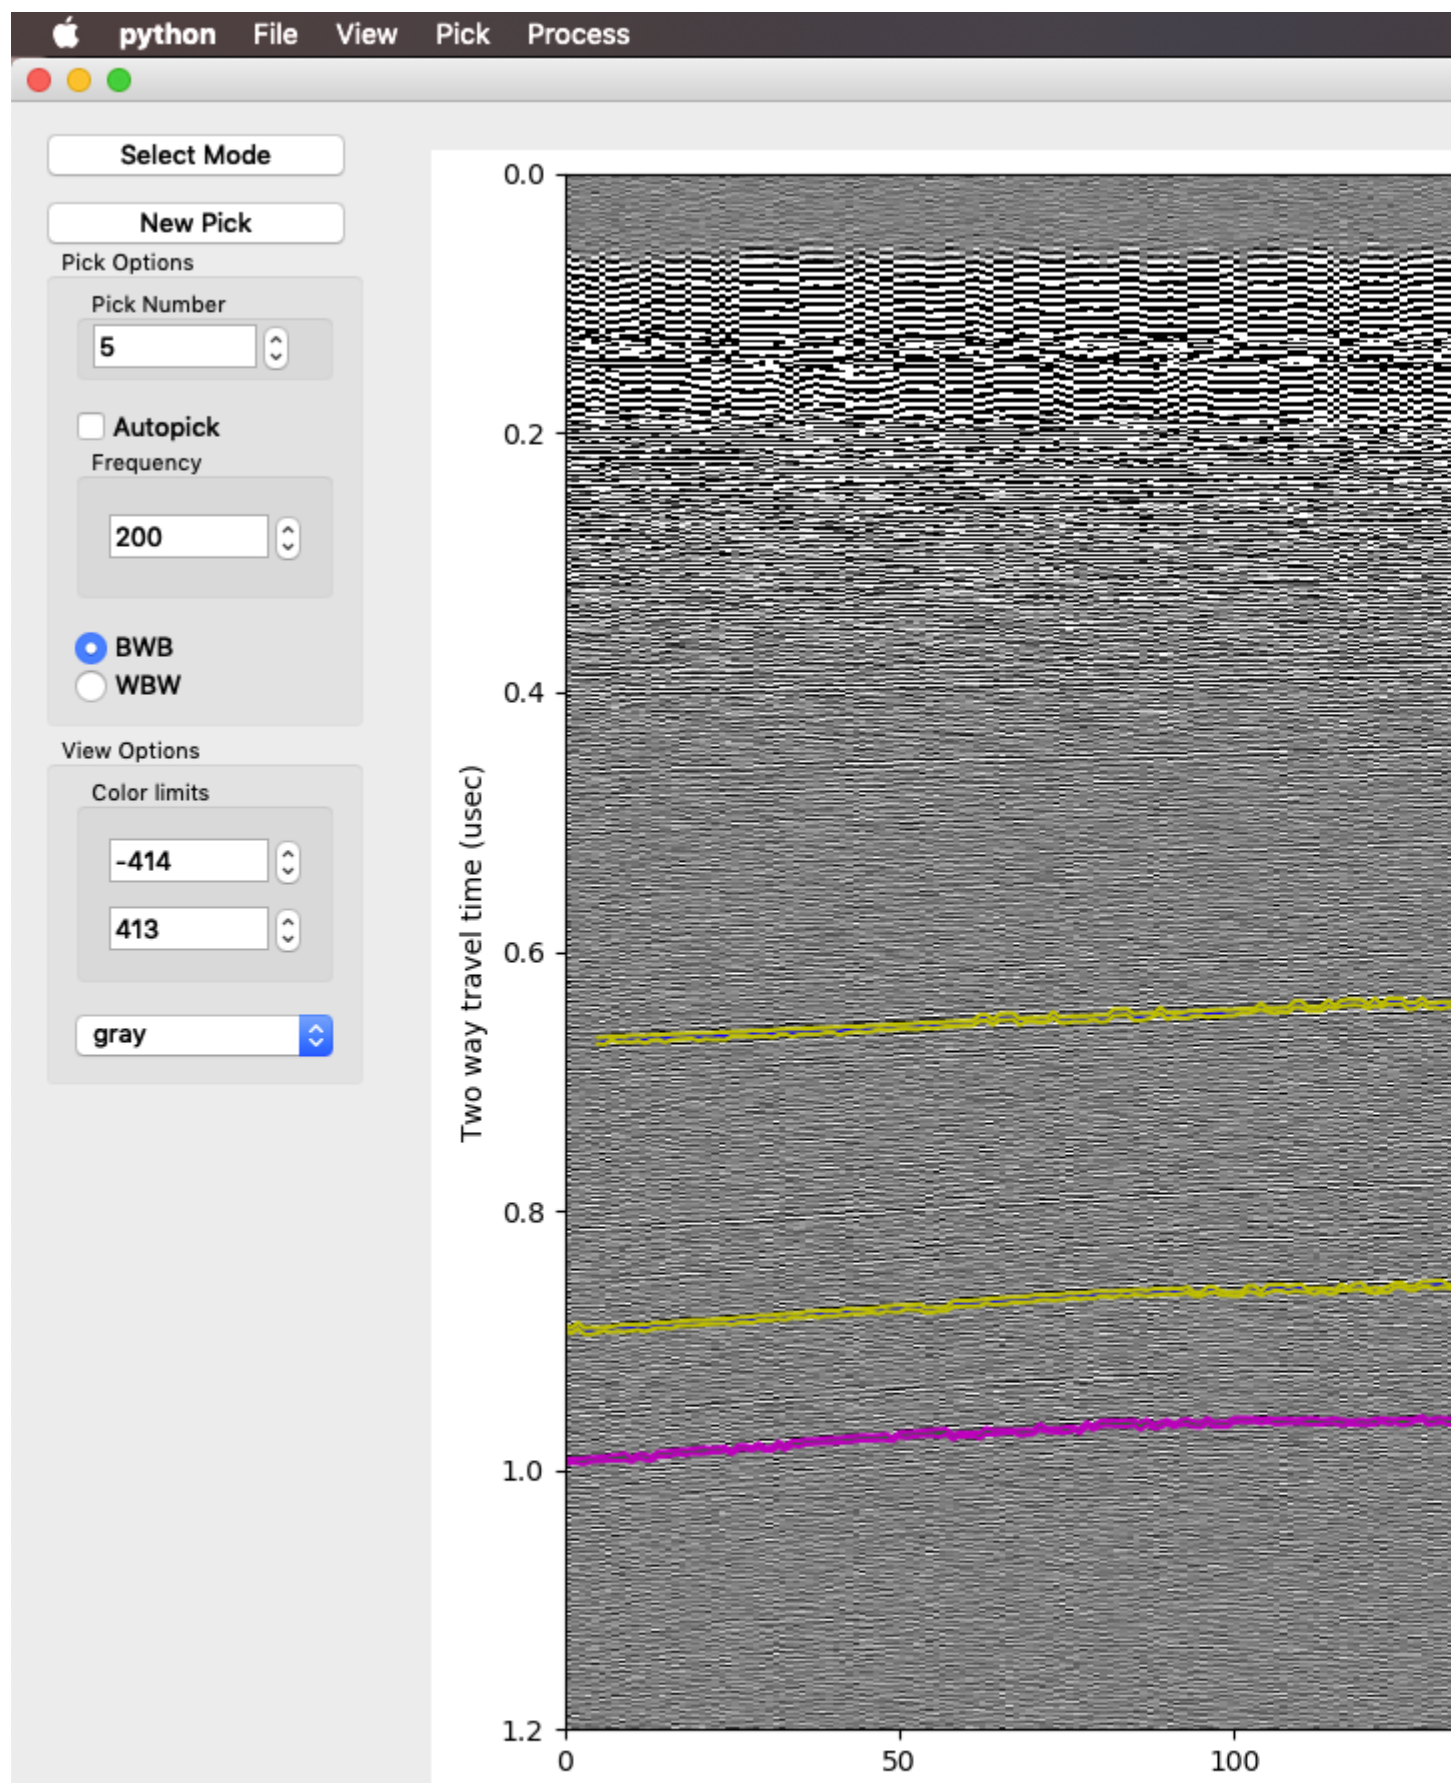 python File View Pick Process
Select Mode
New Pick
Pick Options
Pick Number
5
Autopick
Frequency
200
BWB
WBW
View Options
Color limits
-414
413
gray
Two way travel time (usec)
0.0
0.2
0.4
0.6
0.8
1.0
1.2
0 50 100